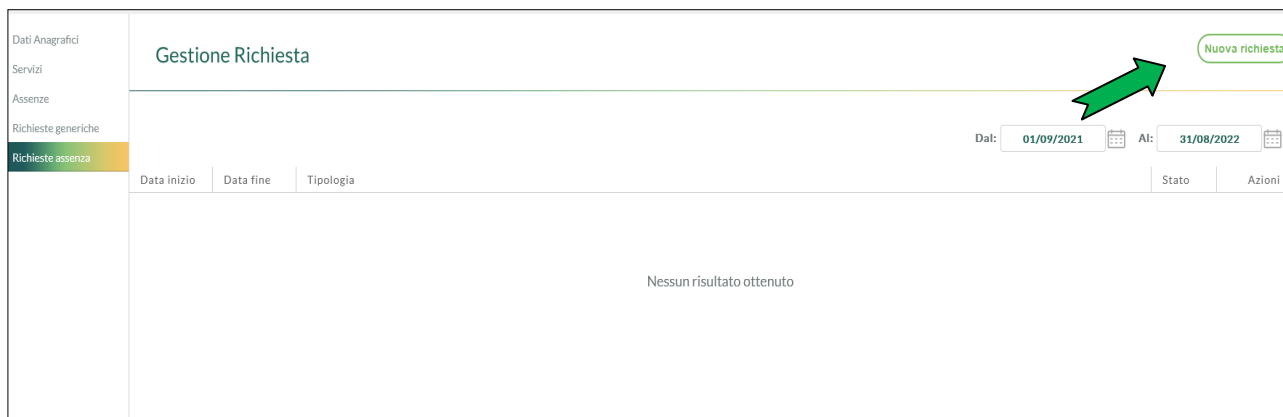 Dati Anagrafici
Servizi
Assenze
Richieste generiche
Richieste assenza
Gestione Richiesta
Nuova richiesta
Dal: 01/09/2021 Al: 31/08/2022
Data inizio Data fine Tipologia Stato Azioni
Nessun risultato ottenuto